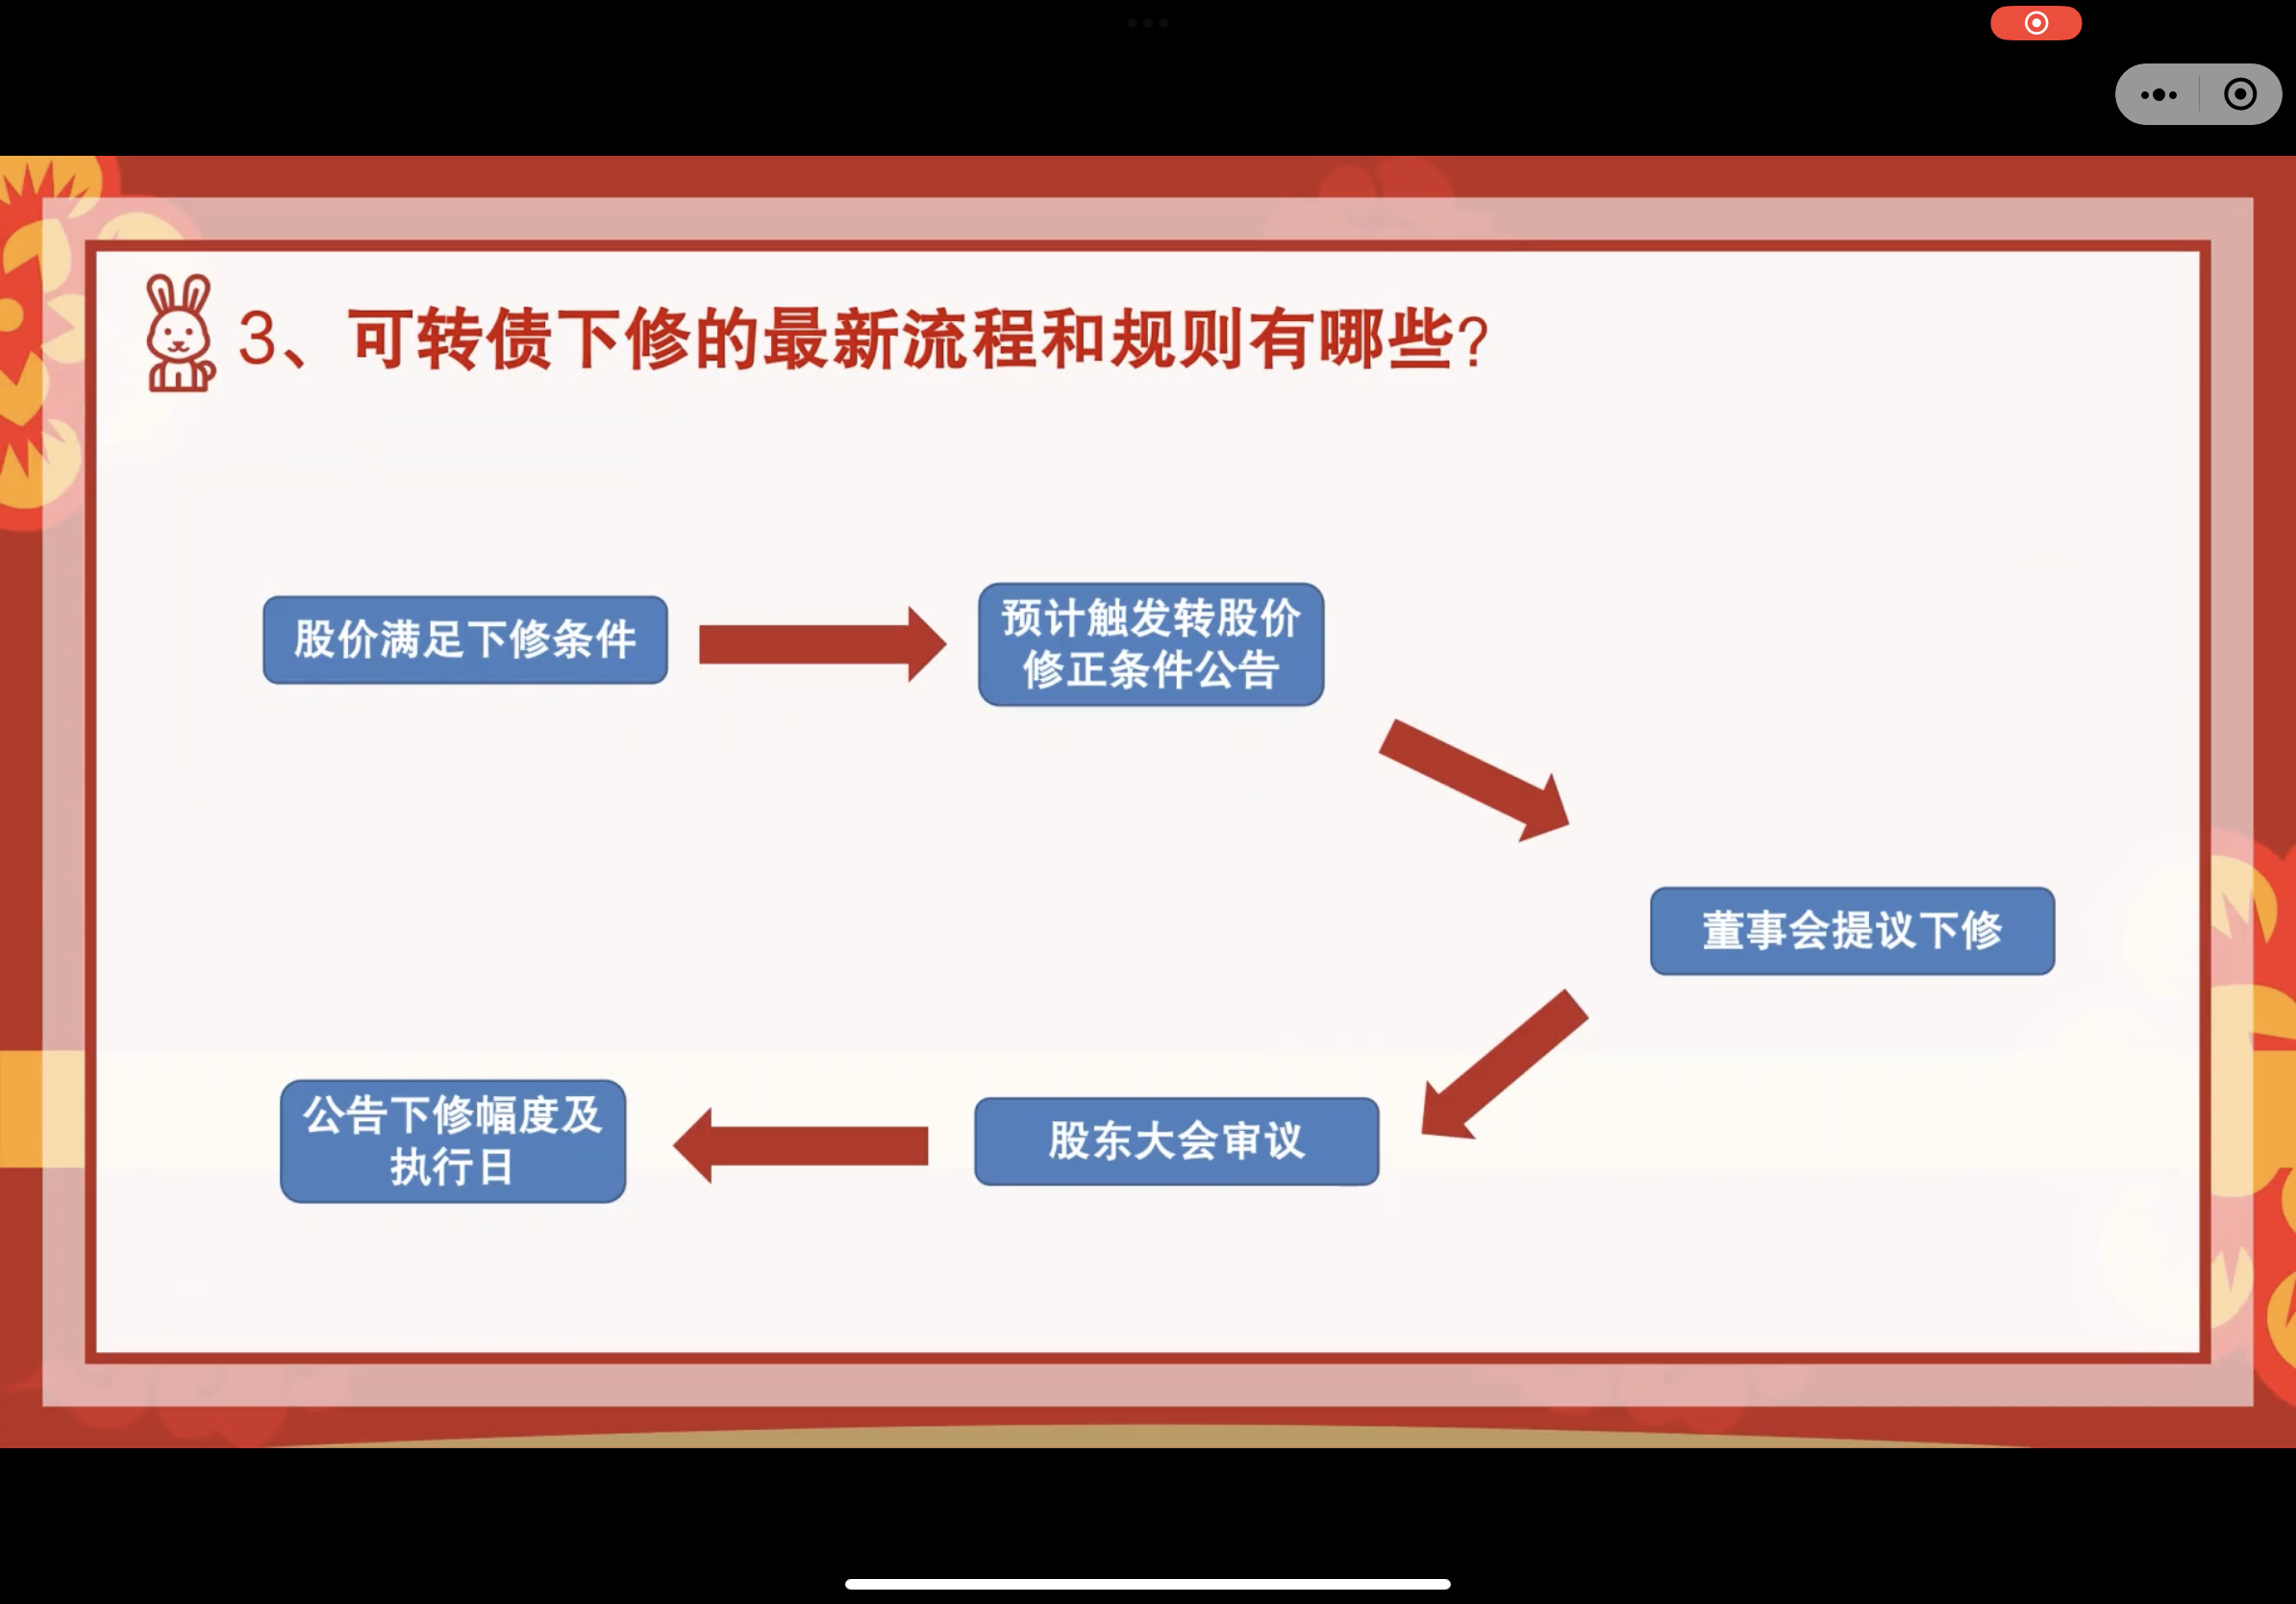 3、可转债下修的最新流程和规则有哪些?
股价满足下修条件
预计触发转股价
修正条件公告
董事会提议下修
股东大会审议
公告下修幅度及
执行日